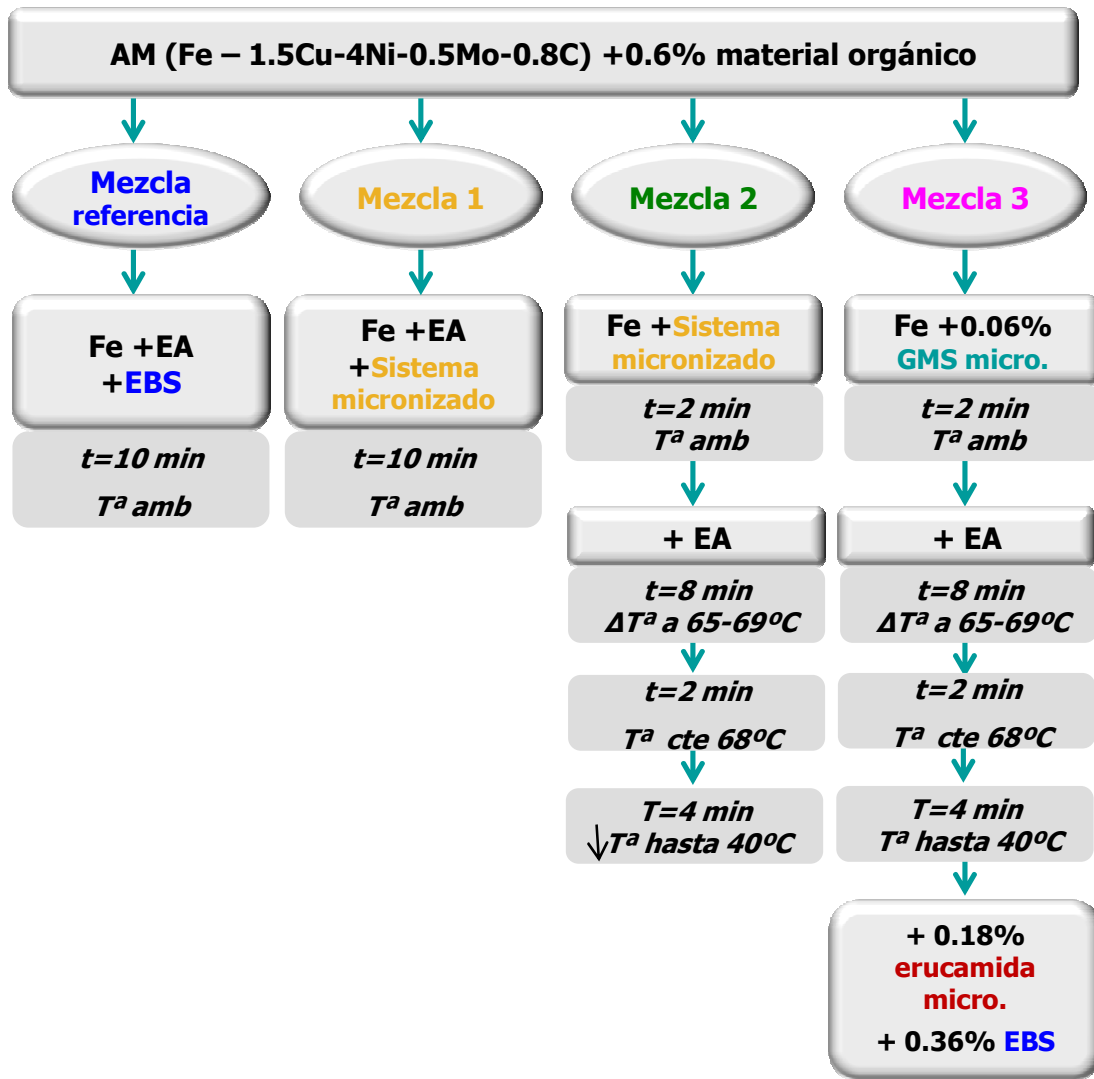 AM (Fe – 1.5Cu-4Ni-0.5Mo-0.8C) +0.6% material orgánico
Mezcla
referencia
Fe +EA
+EBS
t=10 min
Tª amb
Mezcla 1
Fe +EA
+Sistema
micronizado
t=10 min
Tª amb
Mezcla 2
Fe +Sistema
micronizado
t=2 min
Tª amb
+ EA
t=8 min
ΔTª a 65-69ºC
t=2 min
Tª cte 68ºC
T=4 min
↓Tª hasta 40ºC
Mezcla 3
Fe +0.06%
GMS micro.
t=2 min
Tª amb
+ EA
t=8 min
ΔTª a 65-69ºC
t=2 min
Tª cte 68ºC
T=4 min
Tª hasta 40ºC
+ 0.18%
erucamida
micro.
+ 0.36% EBS